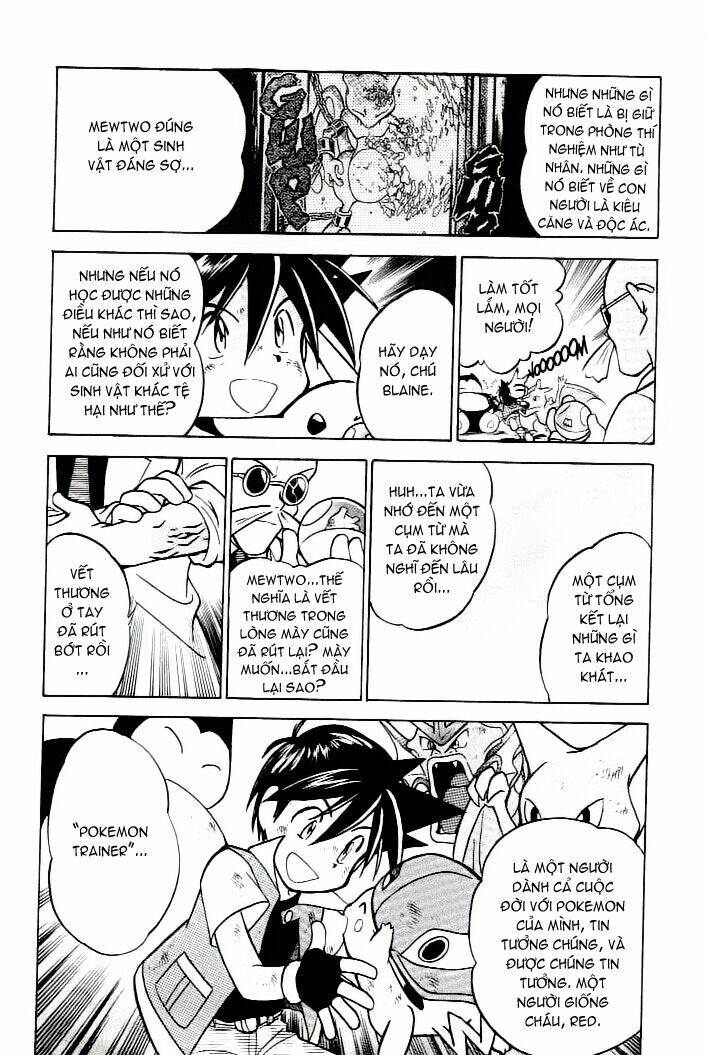 MEWTWO ĐÚNG
LÀ MỘT SINH
VẬT ĐÁNG SỢ...
NHƯNG NHỮNG GÌ
NÓ BIẾT LÀ BỊ GIỮ
TRONG PHÒNG THÍ
NGHIỆM NHƯ TÙ
NHÂN. NHỮNG GÌ
NÓ BIẾT VỀ CON
NGƯỜI LÀ KIÊU
CĂNG VÀ ĐỘC ÁC.
NHƯNG NẾU NÓ
HỌC ĐƯỢC NHỮNG
ĐIỀU KHÁC THÌ SAO,
NẾU NHƯ NÓ BIẾT
RẰNG KHÔNG PHẢI
AI CŨNG ĐỐI XỬ VỚI
SINH VẬT KHÁC TỆ
HẠI NHƯ THẾ?
HÃY DẠY
NÓ, CHÚ
BLAINE.
LÀM TỐT
LẮM, MỌI
NGƯỜI!
VẾT
THƯƠNG
Ở TAY
ĐÃ RÚT
BỚT RỒI
...
MEWTWO...THẾ
NGHĨA LÀ VẾT
THƯƠNG TRONG
LÒNG MÀY CŨNG
ĐÃ RÚT LẠI? MÀY
MUỐN...BẮT ĐẦU
LẠI SAO?
HUH...TA VỪA
NHỚ ĐẾN MỘT
CỤM TỪ MÀ
TA ĐÃ KHÔNG
NGHĨ ĐẾN LÂU
RỒI...
MỘT CỤM
TỪ TỔNG
KẾT LẠI
NHỮNG GÌ
TA KHAO
KHÁT...
"POKEMON
TRAINER"...
LÀ MỘT NGƯỜI
DÀNH CẢ CUỘC
ĐỜI VỚI POKEMON
CỦA MÌNH, TIN
TƯỞNG CHÚNG, VÀ
ĐƯỢC CHÚNG TIN
TƯỞNG. MỘT
NGƯỜI GIỐNG
CHÁU, RED.